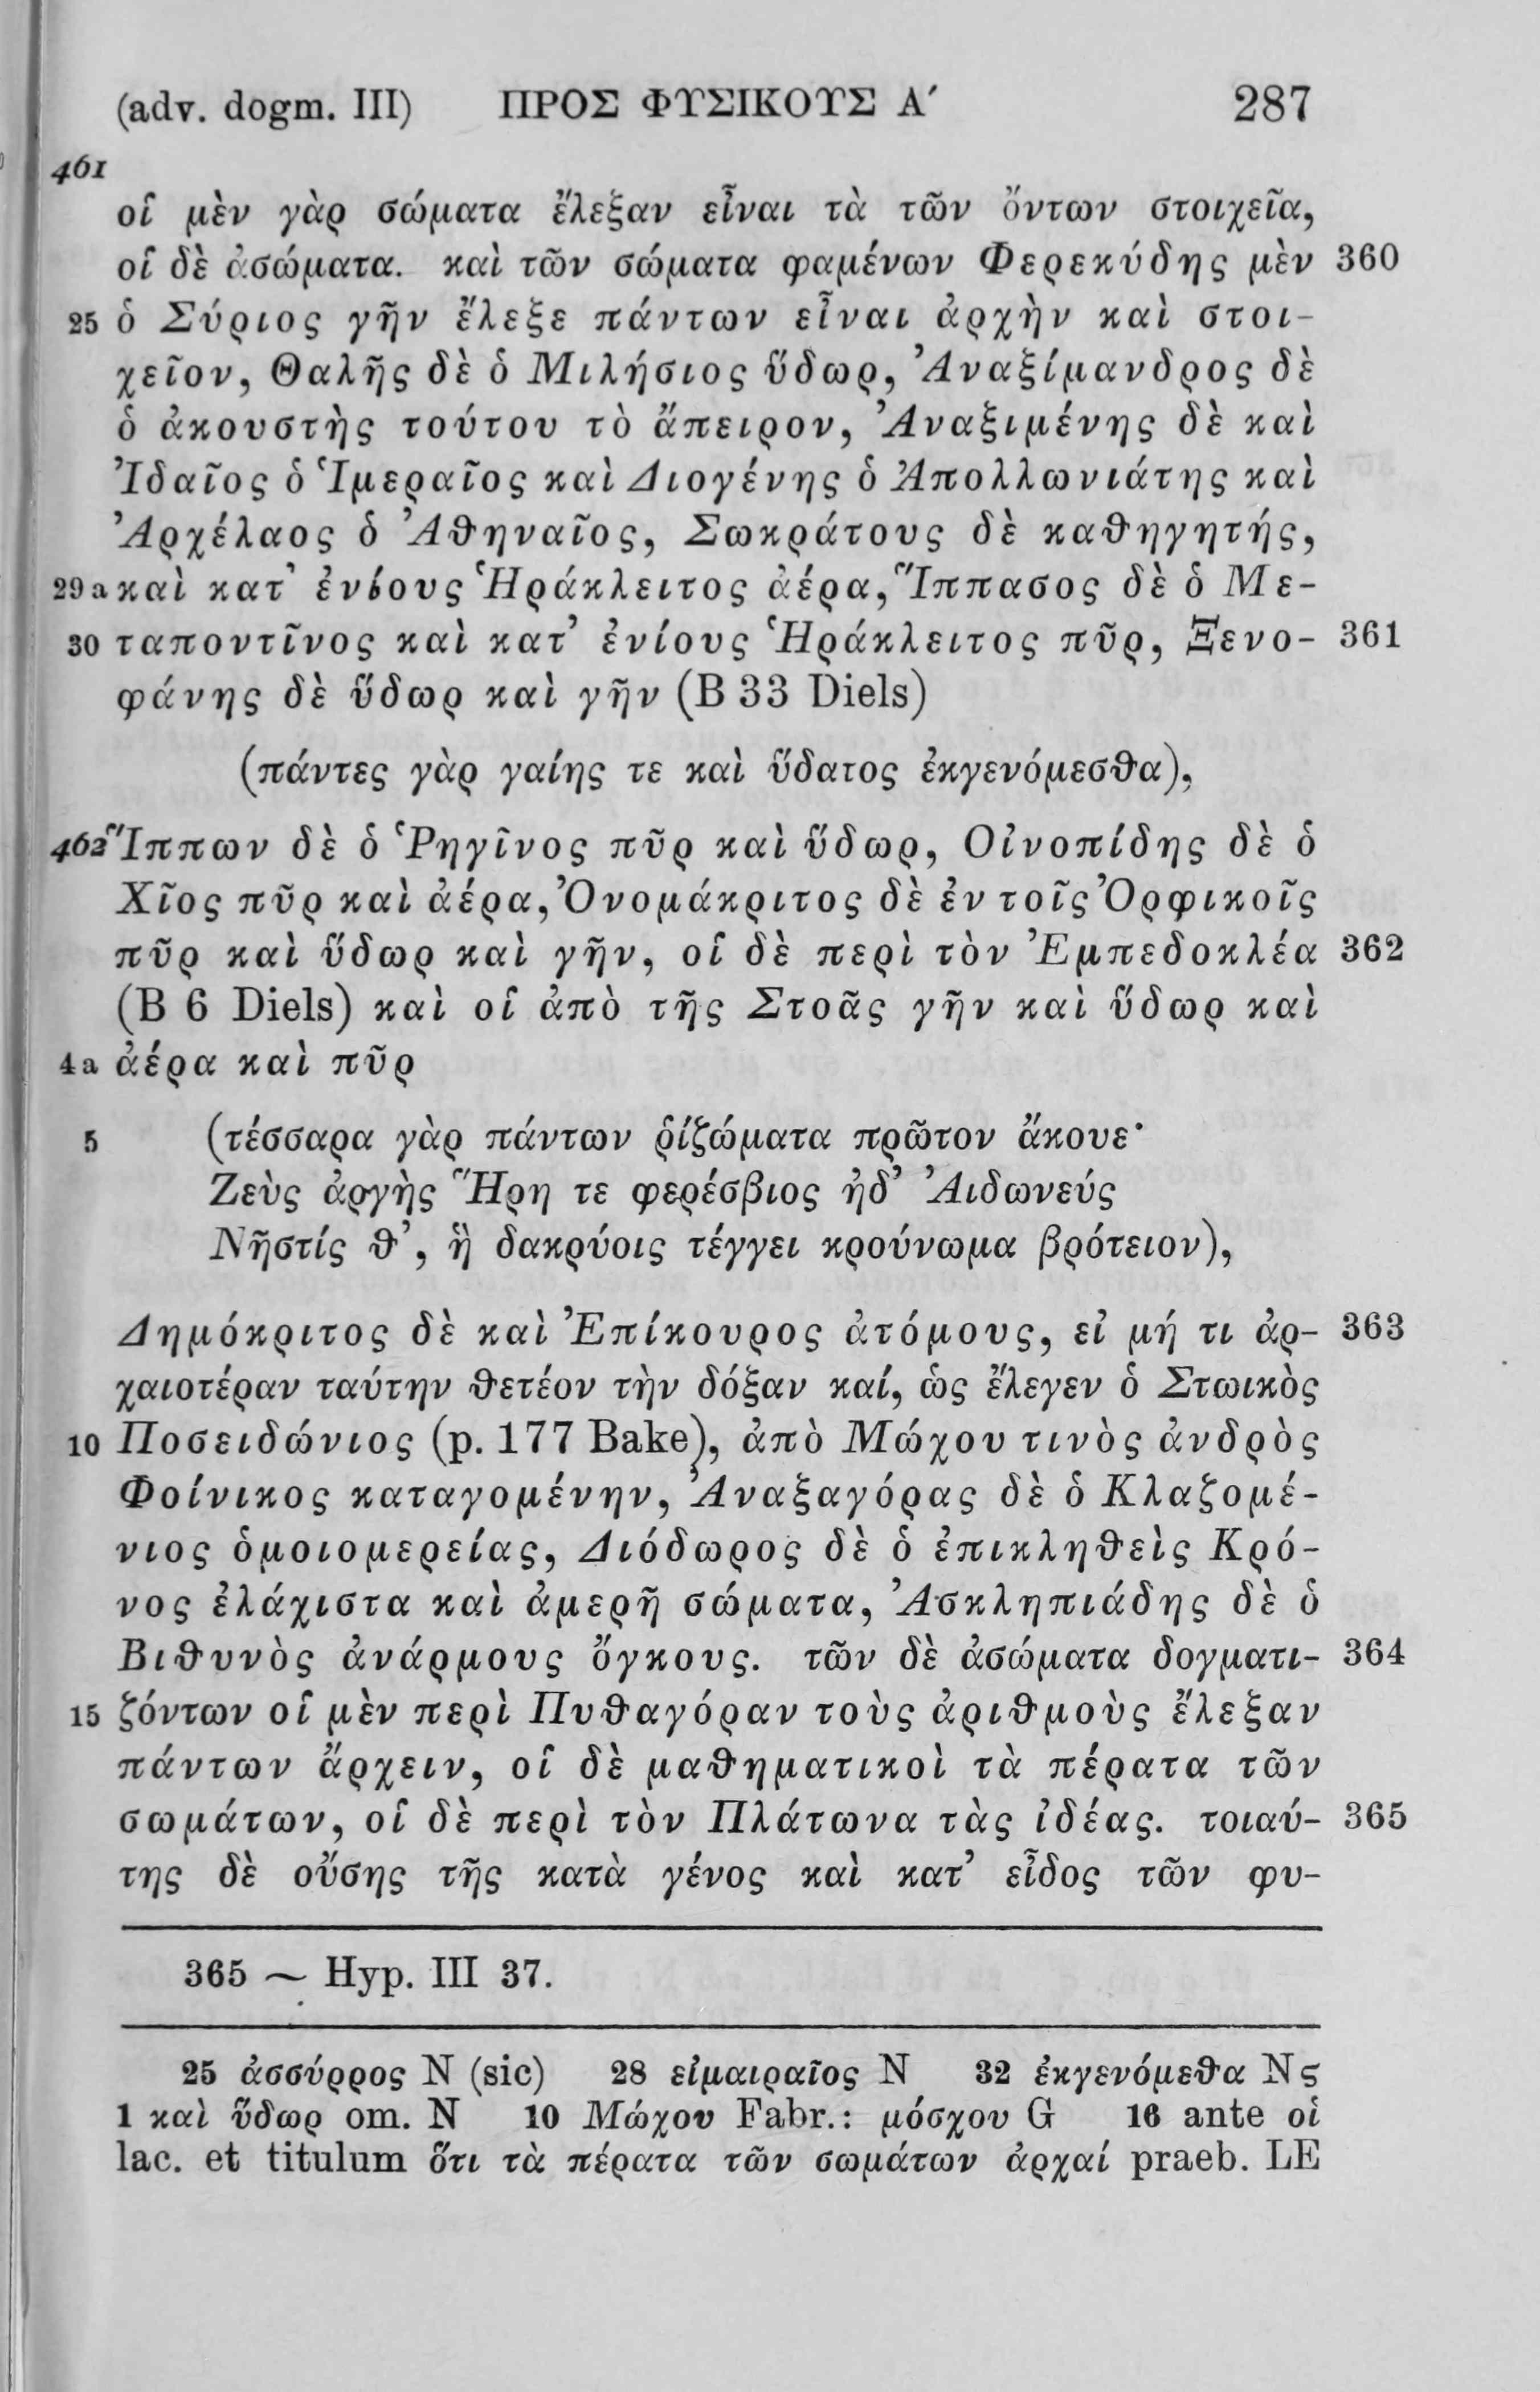 (adv. dogm. III) ΠΡΟΣ ΦΥΣΙΚΟΥΣ Α′ 287
461
οἱ μὲν γὰρ σώματα ἔλεξαν εἶναι τὰ τῶν ὄντων στοιχεῖα,
οἱ δὲ ἀσώματα. καὶ τῶν σώματα φαμένων Φερεκύδης μὲν 360
25 ὁ Σύριος γῆν ἔλεξε πάντων εἶναι ἀρχὴν καὶ στοι-
χεῖον, Θαλῆς δὲ ὁ Μιλήσιος ὕδωρ, Ἀναξίμανδρος δὲ
ὁ ἀκουστὴς τούτου τὸ ἄπειρον, Ἀναξιμένης δὲ καὶ
Ἰδαῖος ὁ Ἱμεραῖος καὶ Διογένης ὁ Ἀπολλωνιάτης καὶ
Ἀρχέλαος ὁ Ἀθηναῖος, Σωκράτους δὲ καθηγητής,
29a καὶ κατ' ἐνίους Ἡράκλειτος ἀέρα, Ἵππασος δὲ ὁ Με-
30 ταποντῖνος καὶ κατ' ἐνίους Ἡράκλειτος πῦρ, Ξενο- 361
φάνης δὲ ὕδωρ καὶ γῆν (B 33 Diels)
(πάντες γὰρ γαίης τε καὶ ὕδατος ἐκγενόμεσθα),
462 Ἵππων δὲ ὁ Ῥηγῖνος πῦρ καὶ ὕδωρ, Οἰνοπίδης δὲ ὁ
Χῖος πῦρ καὶ ἀέρα, Ὀνομάκριτος δὲ ἐν τοῖς Ὀρφικοῖς
πῦρ καὶ ὕδωρ καὶ γῆν, οἱ δὲ περὶ τὸν Ἐμπεδοκλέα 362
(B 6 Diels) καὶ οἱ ἀπὸ τῆς Στοᾶς γῆν καὶ ὕδωρ καὶ
4a ἀέρα καὶ πῦρ
5 (τέσσαρα γὰρ πάντων ῥίζώματα πρῶτον ἄκουε·
Ζεὺς ἀργὴς Ἥρη τε φερέσβιος ἠδ' Ἀιδωνεύς
Νῆστίς θ', ἣ δακρύοις τέγγει κρούνωμα βρότειον),
Δημόκριτος δὲ καὶ Ἐπίκουρος ἀτόμους, εἰ μή τι ἀρ- 363
χαιοτέραν ταύτην θετέον τὴν δόξαν καί, ὡς ἔλεγεν ὁ Στωικὸς
10 Ποσειδώνιος (p. 177 Bake), ἀπὸ Μώχου τινὸς ἀνδρὸς
Φοίνικος καταγομένην, Ἀναξαγόρας δὲ ὁ Κλαζομέ-
νιος ὁμοιομερείας, Διόδωρος δὲ ὁ ἐπικληθεὶς Κρό-
νος ἐλάχιστα καὶ ἀμερῆ σώματα, Ἀσκληπιάδης δὲ ὁ
Βιθυνὸς ἀνάρμους ὄγκους. τῶν δὲ ἀσώματα δογματι- 364
15 ζόντων οἱ μὲν περὶ Πυθαγόραν τοὺς ἀριθμοὺς ἔλεξαν
πάντων ἄρχειν, οἱ δὲ μαθηματικοὶ τὰ πέρατα τῶν
σωμάτων, οἱ δὲ περὶ τὸν Πλάτωνα τὰς ἰδέας. τοιαύ- 365
της δὲ οὔσης τῆς κατὰ γένος καὶ κατ' εἶδος τῶν φυ-
365 ~ Hyp. III 37.
25 ἀσσύρρος N (sic) 28 εἰμαιραῖος N 32 ἐκγενόμεθα Nς
1 καὶ ὕδωρ om. N 10 Μώχου Fabr.: μόσχου G 16 ante οἱ
lac. et titulum ὅτι τὰ πέρατα τῶν σωμάτων ἀρχαί praeb. LE